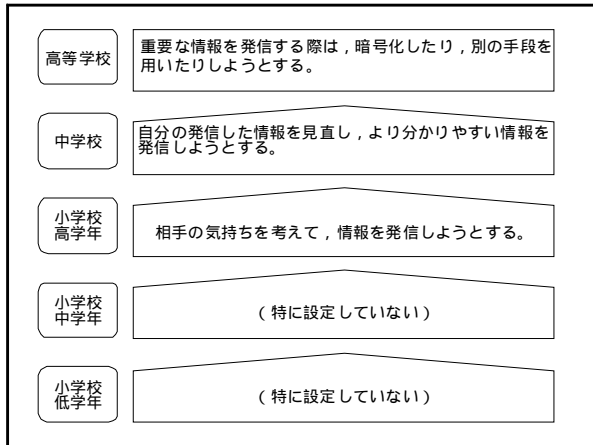 高等学校
重要な情報を発信する際は，暗号化したり，別の手段を
用いたりしようとする。
中学校
自分の発信した情報を見直し，より分かりやすい情報を
発信しようとする。
小学校
高学年
相手の気持ちを考えて，情報を発信しようとする。
小学校
中学年
（特に設定していない）
小学校
低学年
（特に設定していない）